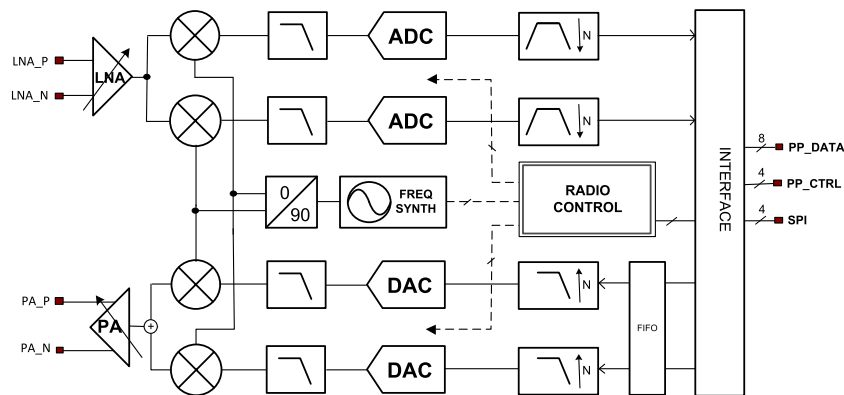 LNA_P
LNA_N
LNA
ADC
N
ADC
N
0
90
FREQ
SYNTH
RADIO
CONTROL
INTERFACE
8
PP_DATA
4
PP_CTRL
4
SPI
PA_P
PA_N
PA
+
DAC
N
DAC
N
FIFO